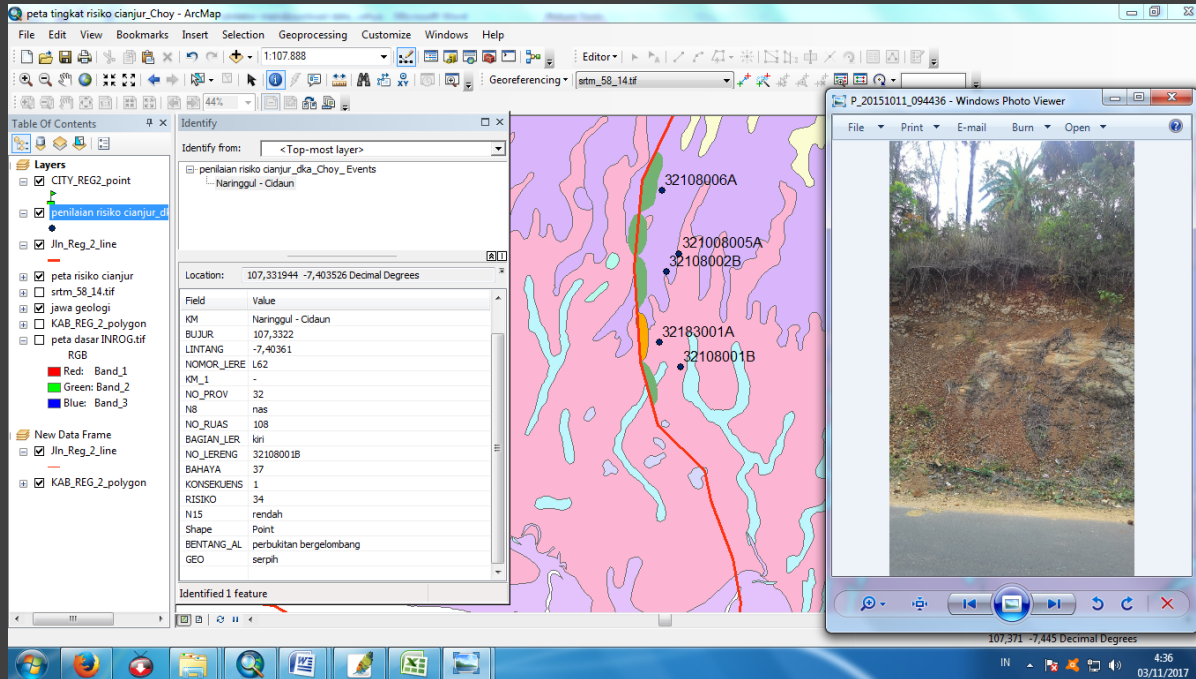 peta tingkat risiko cianjur_Choy - ArcMap
File Edit View Bookmarks Insert Selection Geoprocessing Customize Windows Help
1:107.888
Editor
Georeferencing srtm_58_14.tif
44%
Table Of Contents
Layers
CITY_REG2_point
penilaian risiko cianjur_dk
Jln_Reg_2_line
peta risiko cianjur
srtm_58_14.tif
jawa geologi
KAB_REG_2_polygon
peta dasar INROG.tif
RGB
Red: Band_1
Green: Band_2
Blue: Band_3
New Data Frame
Jln_Reg_2_line
KAB_REG_2_polygon
Identify
Identify from: <Top-most layer>
penilaian risiko cianjur_dka_Choy_ Events
Naringgul - Cidaun
Location: 107,331944 -7,403526 Decimal Degrees
Field Value
KM Naringgul - Cidaun
BUJUR 107,3322
LINTANG -7,40361
NOMOR_LERE L62
KM_1 -
NO_PROV 32
N8 nas
NO_RUAS 108
BAGIAN_LER kiri
NO_LERENG 32108001B
BAHAYA 37
KONSEKUENS 1
RISIKO 34
N15 rendah
Shape Point
BENTANG_AL perbukitan bergelombang
GEO serpih
Identified 1 feature
32108006A
321008005A
32108002B
32183001A
32108001B
P_20151011_094436 - Windows Photo Viewer
File Print E-mail Burn Open
107,371 -7,445 Decimal Degrees
IN
4:36
03/11/2017